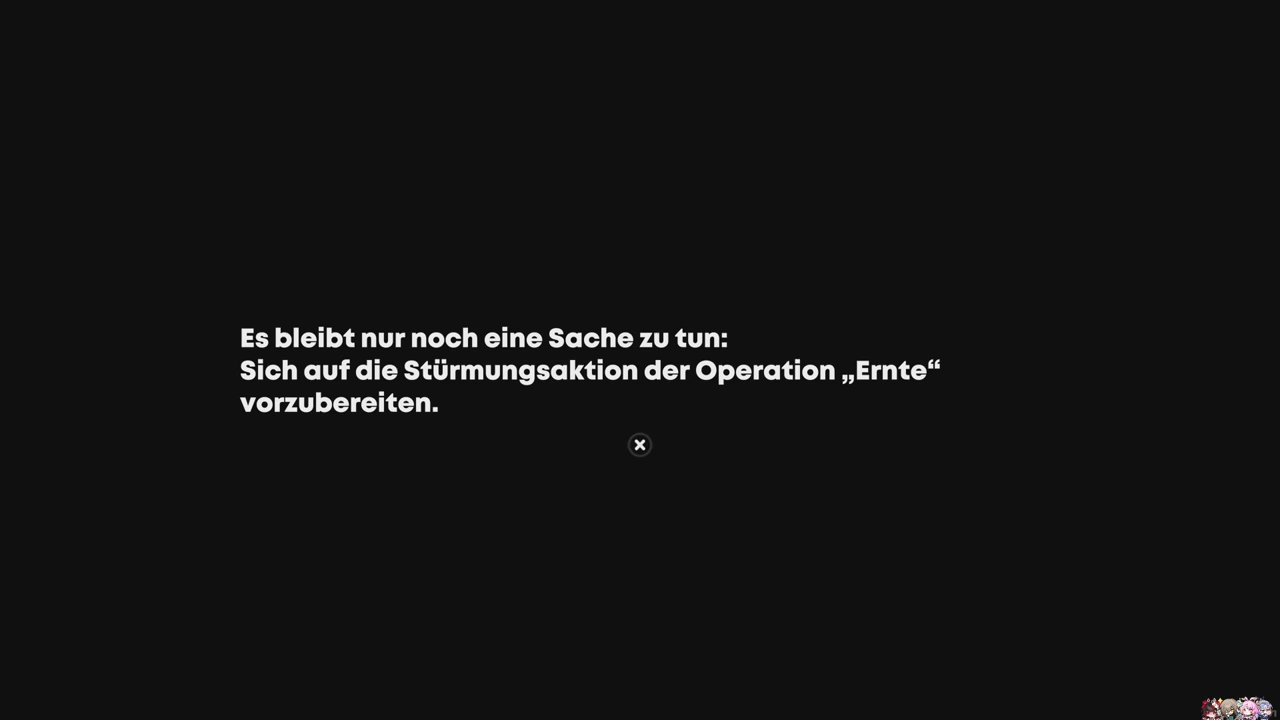 Es bleibt nur noch eine Sache zu tun:
Sich auf die Stürmungsaktion der Operation „Ernte“
vorzubereiten.